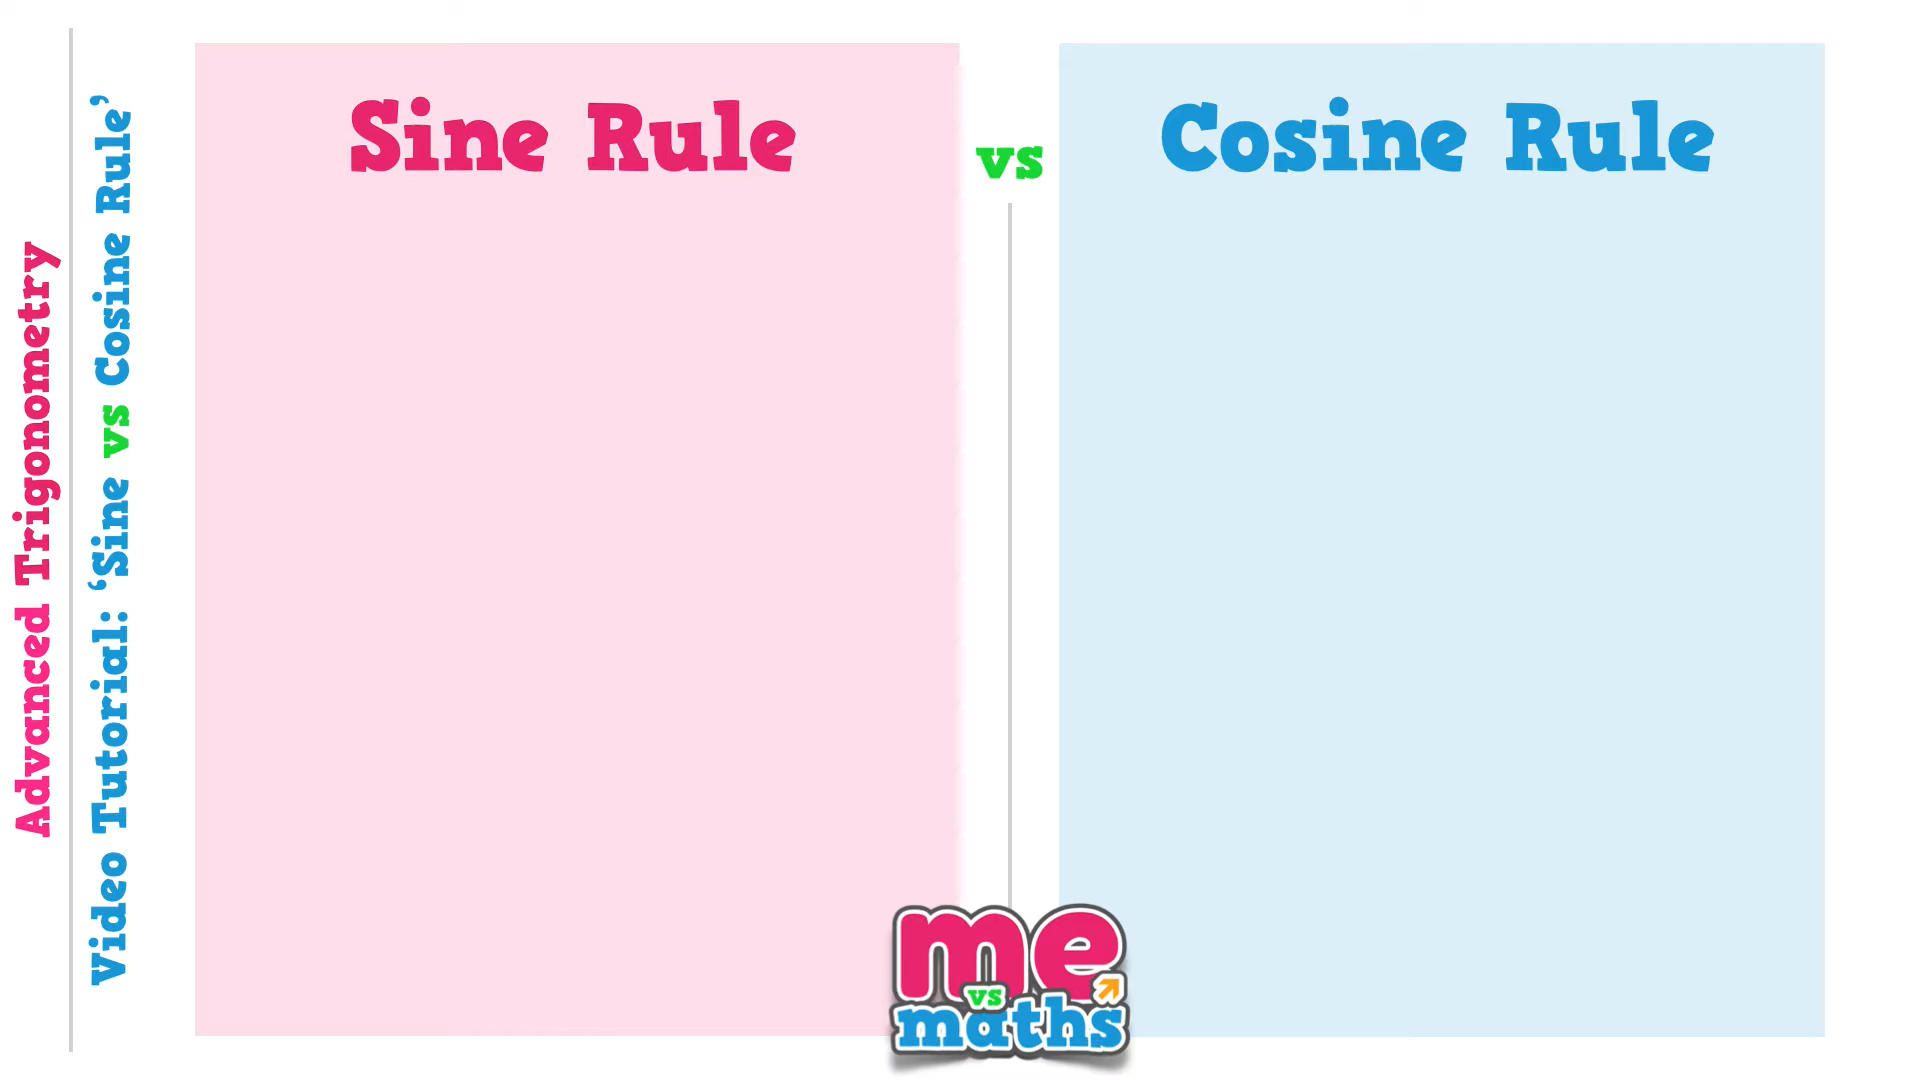 Advanced Trigonometry
Video Tutorial: ‘Sine vs Cosine Rule’
Sine Rule
vs
Cosine Rule
me
vs
maths